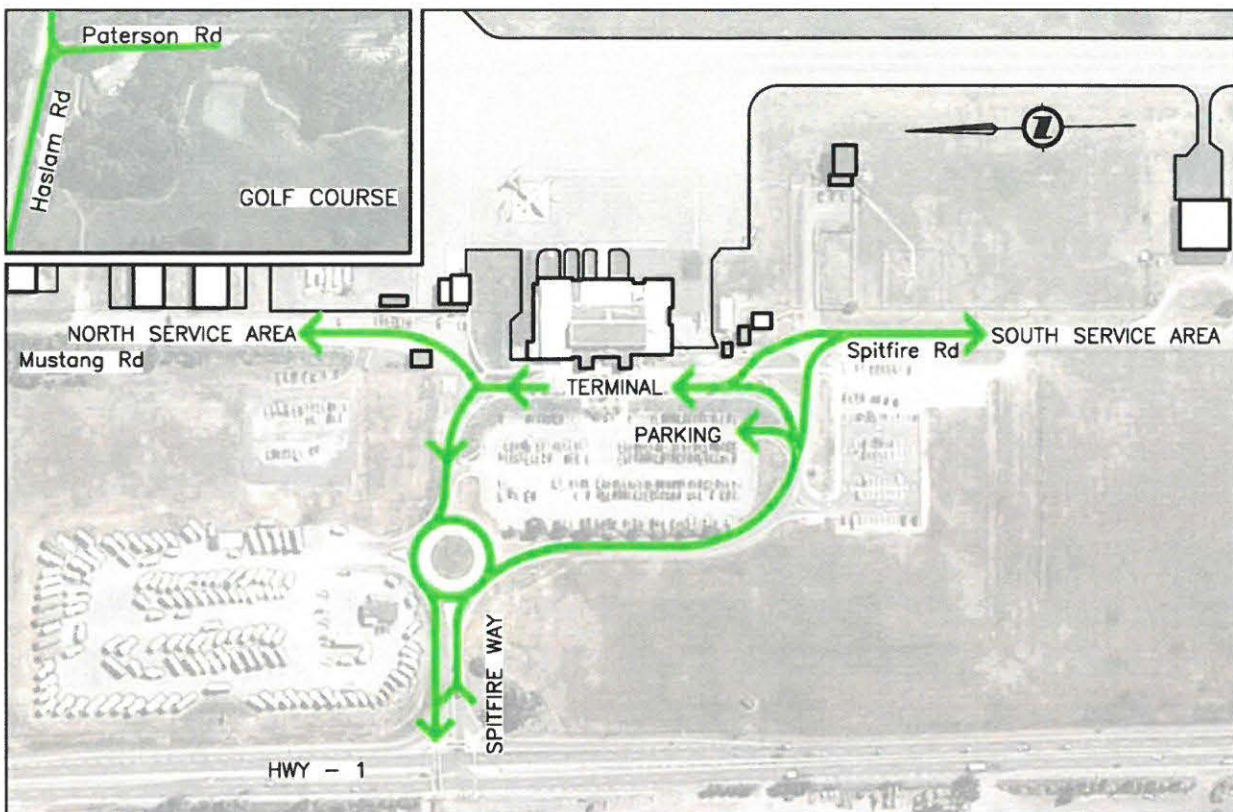 Paterson Rd
Haslam Rd
GOLF COURSE
N
NORTH SERVICE AREA
Mustang Rd
TERMINAL
PARKING
Spitfire Rd
SOUTH SERVICE AREA
SPITFIRE WAY
HWY - 1